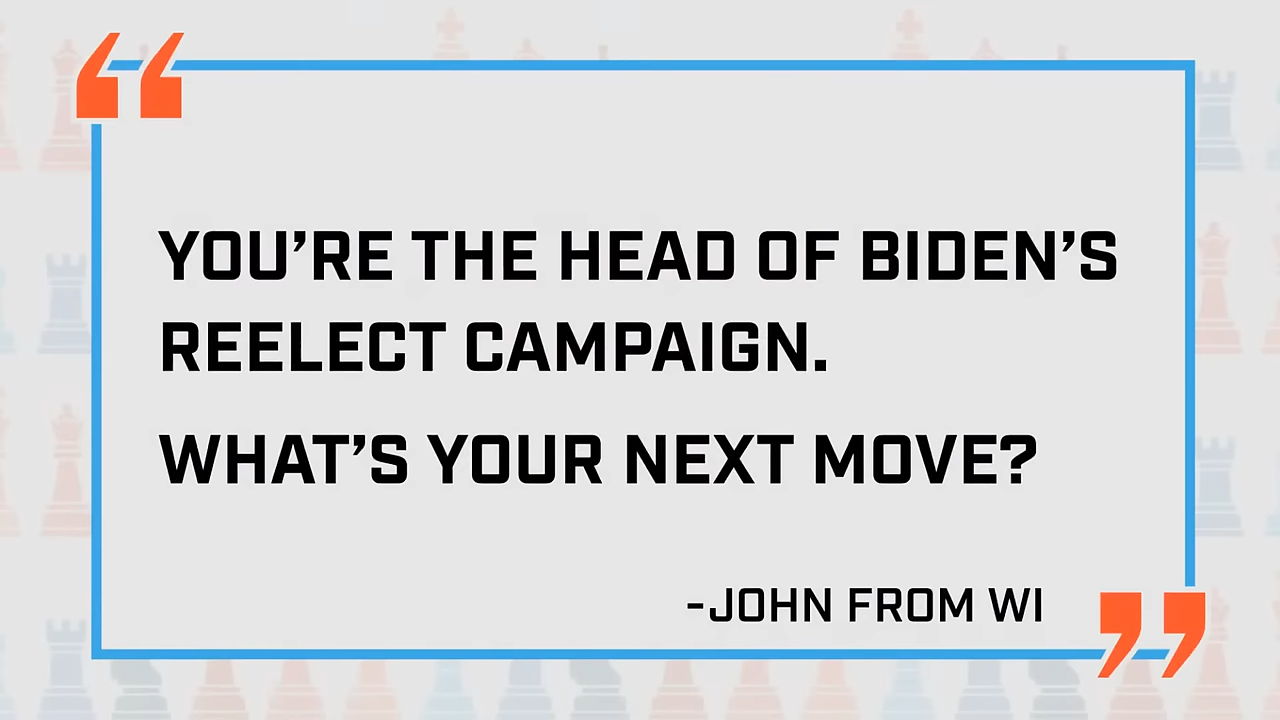 YOU’RE THE HEAD OF BIDEN’S
REELECT CAMPAIGN.
WHAT’S YOUR NEXT MOVE?
-JOHN FROM WI